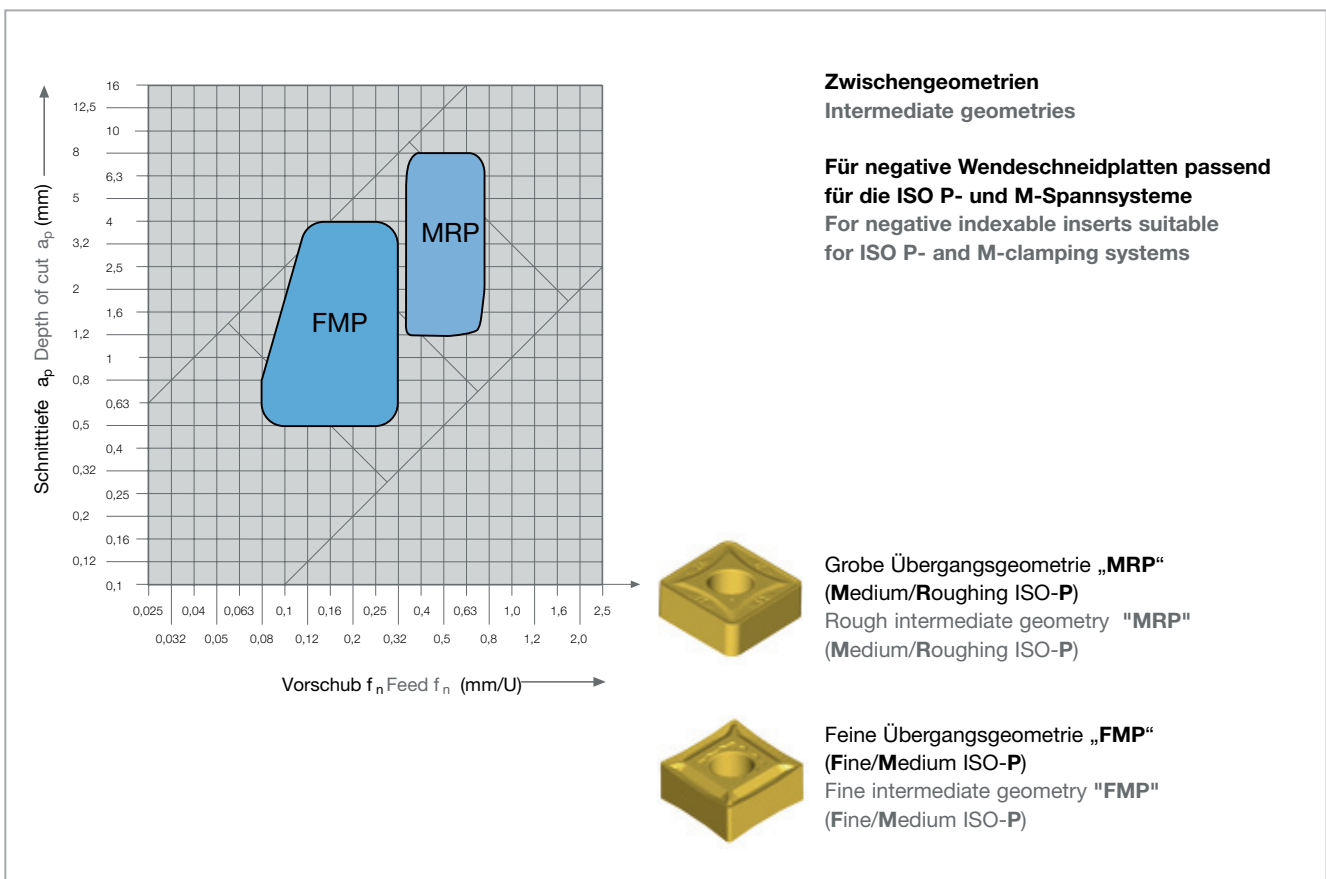 Zwischengeometrien
Intermediate geometries
Für negative Wendeschneidplatten passend
für die ISO P- und M-Spannsysteme
For negative indexable inserts suitable
for ISO P- and M-clamping systems
Schnitttiefe ap Depth of cut ap (mm)
16
12,5
10
8
6,3
5
4
3,2
2,5
2
1,6
1,2
1
0,8
0,63
0,5
0,4
0,32
0,25
0,2
0,16
0,12
0,1
MRP
FMP
0,025 0,04 0,063 0,1 0,16 0,25 0,4 0,63 1,0 1,6 2,5
0,032 0,05 0,08 0,12 0,2 0,32 0,5 0,8 1,2 2,0
Vorschub fn Feed fn (mm/U)
Grobe Übergangsgeometrie „MRP“
(Medium/Roughing ISO-P)
Rough intermediate geometry "MRP"
(Medium/Roughing ISO-P)
Feine Übergangsgeometrie „FMP“
(Fine/Medium ISO-P)
Fine intermediate geometry "FMP"
(Fine/Medium ISO-P)